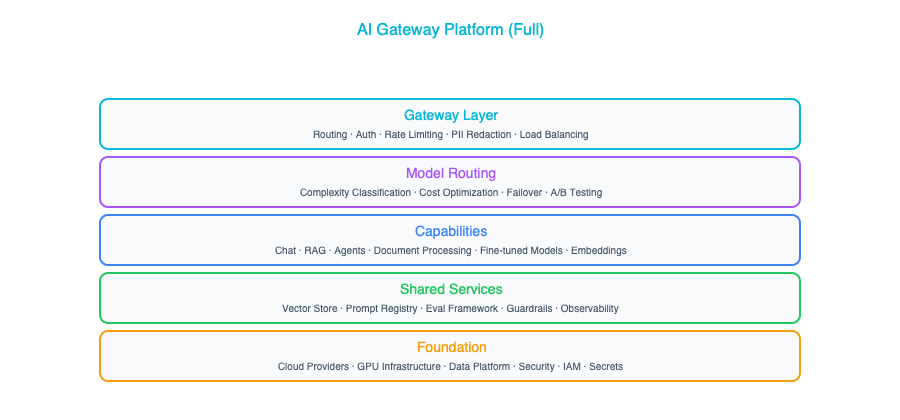 AI Gateway Platform (Full)
Gateway Layer
Routing · Auth · Rate Limiting · PII Redaction · Load Balancing
Model Routing
Complexity Classification · Cost Optimization · Failover · A/B Testing
Capabilities
Chat · RAG · Agents · Document Processing · Fine-tuned Models · Embeddings
Shared Services
Vector Store · Prompt Registry · Eval Framework · Guardrails · Observability
Foundation
Cloud Providers · GPU Infrastructure · Data Platform · Security · IAM · Secrets